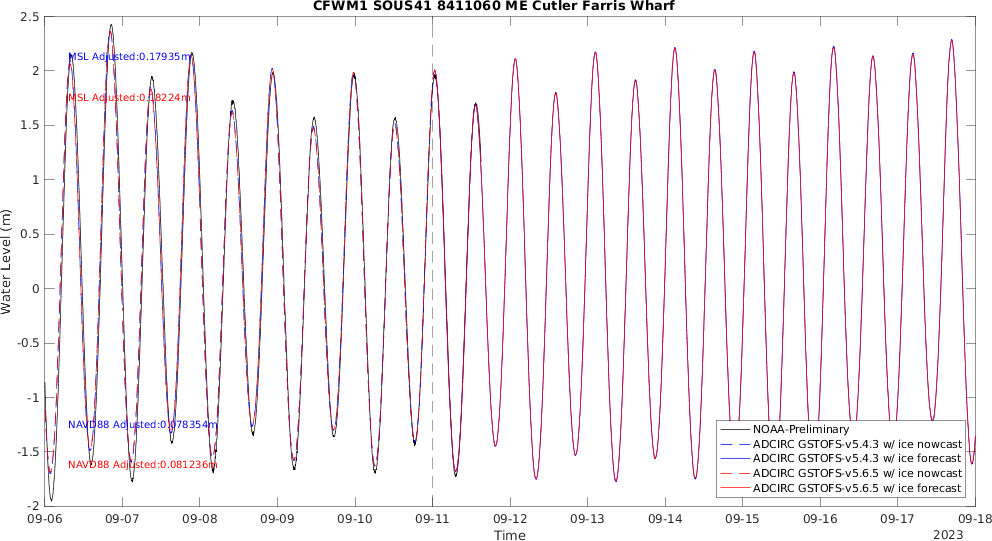 CFWM1 SOUS41 8411060 ME Cutler Farris Wharf
2.5
2
1.5
1
0.5
0
-0.5
-1
-1.5
-2
Water Level (m)
MSL Adjusted:0.17935m
MSL Adjusted:0.18224m
NAVD88 Adjusted:0.078354m
NAVD88 Adjusted:0.081236m
NOAA-Preliminary
ADCIRC GSTOFS-v5.4.3 w/ ice nowcast
ADCIRC GSTOFS-v5.4.3 w/ ice forecast
ADCIRC GSTOFS-v5.6.5 w/ ice nowcast
ADCIRC GSTOFS-v5.6.5 w/ ice forecast
09-06 09-07 09-08 09-09 09-10 09-11 09-12 09-13 09-14 09-15 09-16 09-17 09-18
Time
2023